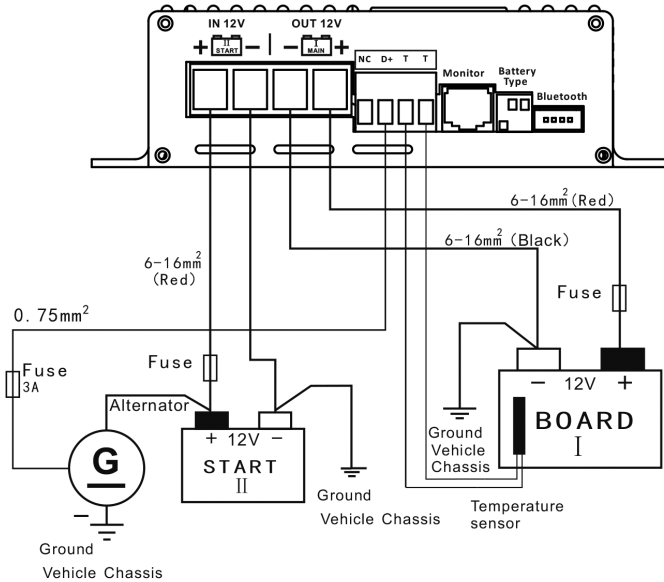 IN 12V
OUT 12V
+ II START − | − I MAIN +
NC D+ T T
Monitor
Battery Type
Bluetooth
6-16mm² (Red)
6-16mm² (Black)
6-16mm²
(Red)
0.75mm²
Fuse
Fuse
3A
Fuse
Alternator
− 12V +
BOARD
I
+ 12V −
START
II
G
−
Ground
Vehicle
Chassis
Ground
Vehicle Chassis
Temperature
sensor
Ground
Vehicle Chassis